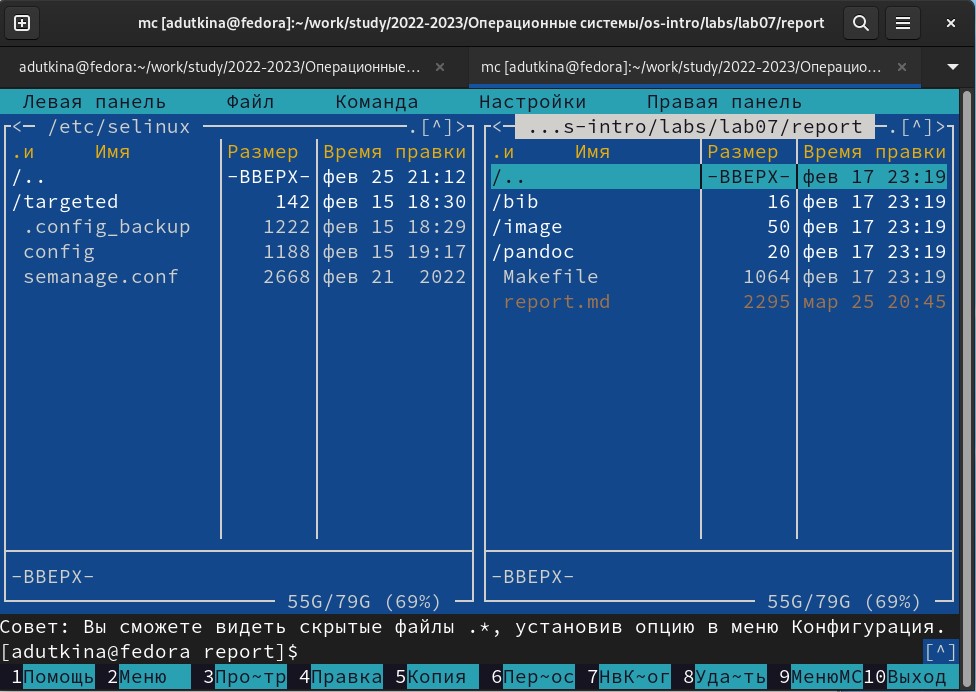 mc [adutkina@fedora]:~/work/study/2022-2023/Операционные системы/os-intro/labs/lab07/report
adutkina@fedora:~/work/study/2022-2023/Операционные... × mc [adutkina@fedora]:~/work/study/2022-2023/Операцио... ×
Левая панель Файл Команда Настройки Правая панель
<─ /etc/selinux .[^]> <─ ...s-intro/labs/lab07/report .[^]>
.и Имя Размер Время правки .и Имя Размер Время правки
/.. -ВВЕРХ- фев 25 21:12 /.. -ВВЕРХ- фев 17 23:19
/targeted 142 фев 15 18:30 /bib 16 фев 17 23:19
.config_backup 1222 фев 15 18:29 /image 50 фев 17 23:19
config 1188 фев 15 19:17 /pandoc 20 фев 17 23:19
semanage.conf 2668 фев 21 2022 Makefile 1064 фев 17 23:19
report.md 2295 мар 25 20:45
-ВВЕРХ- -ВВЕРХ-
55G/79G (69%) 55G/79G (69%)
Совет: Вы сможете видеть скрытые файлы .*, установив опцию в меню Конфигурация.
[adutkina@fedora report]$ [^]
1Помощь 2Меню 3Про~тр 4Правка 5Копия 6Пер~ос 7НвК~ог 8Уда~ть 9МенюMC 10Выход